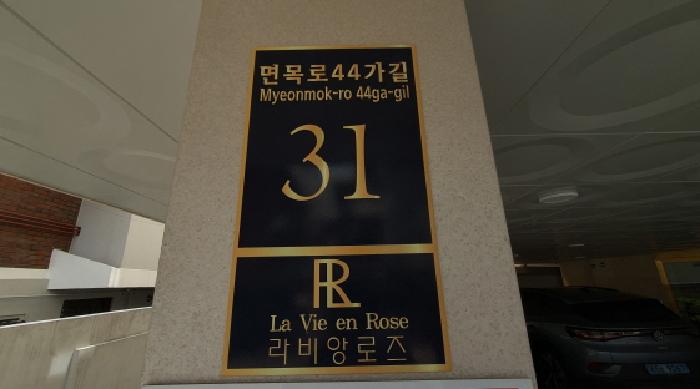 면목로44가길
Myeonmok-ro 44ga-gil
31
R
La Vie en Rose
라비앙로즈